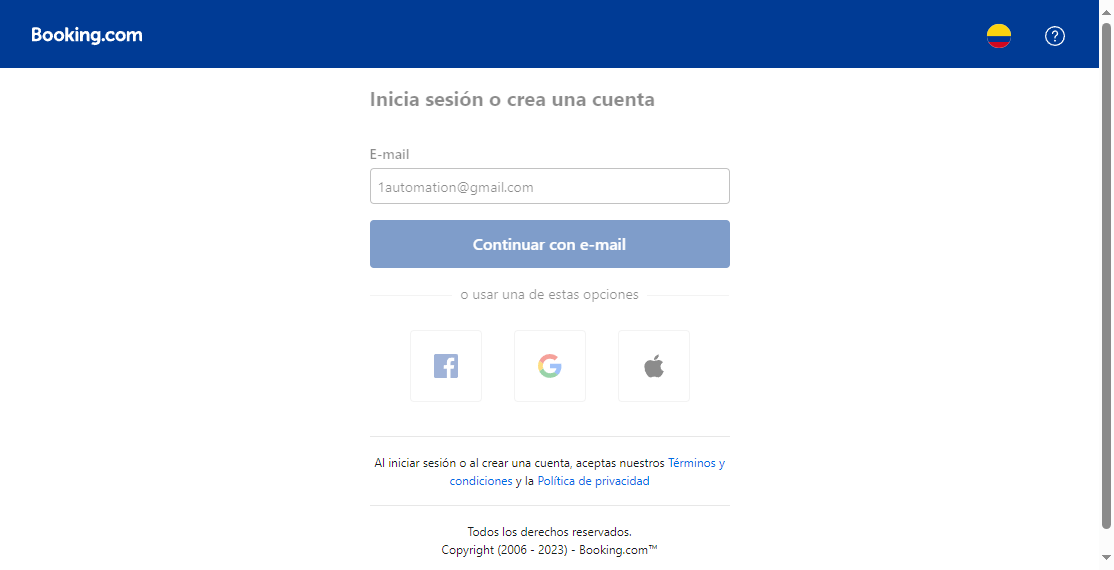 Booking.com
Inicia sesión o crea una cuenta
E-mail
1automation@gmail.com
Continuar con e-mail
o usar una de estas opciones
Al iniciar sesión o al crear una cuenta, aceptas nuestros Términos y
condiciones y la Política de privacidad
Todos los derechos reservados.
Copyright (2006 - 2023) - Booking.com™